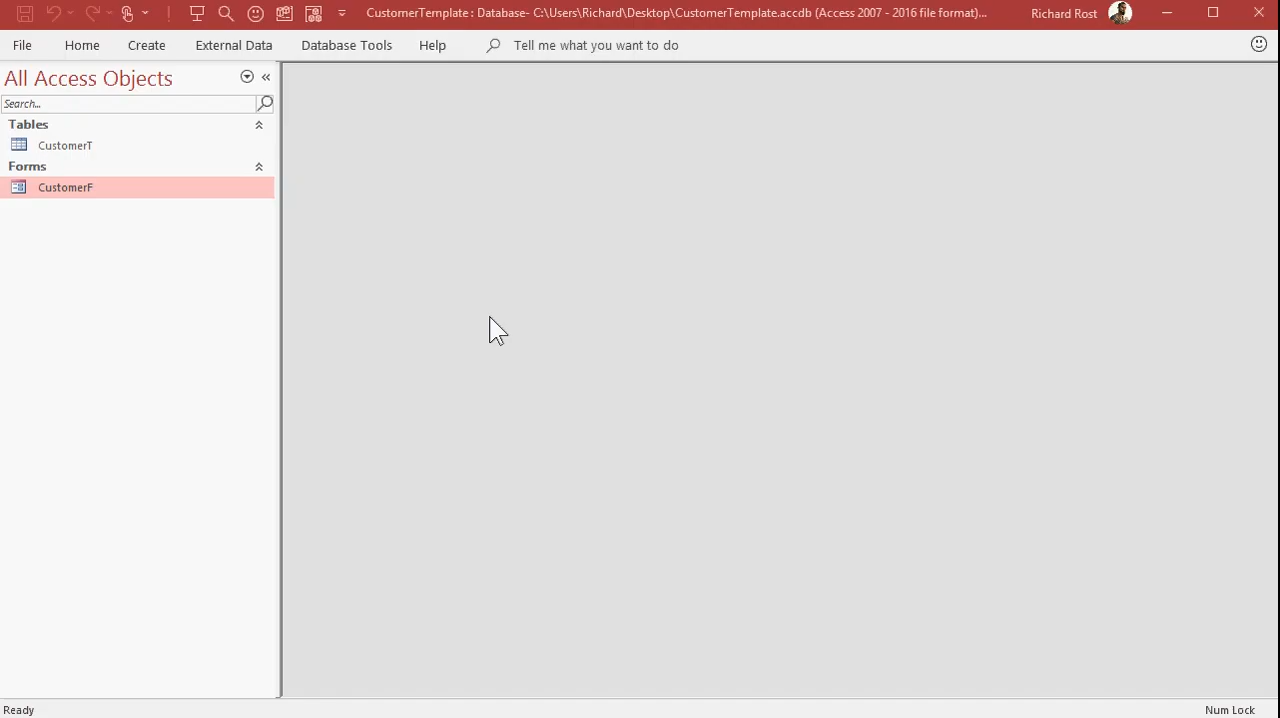 CustomerTemplate : Database- C:\Users\Richard\Desktop\CustomerTemplate.accdb (Access 2007 - 2016 file format)... Richard Rost
File Home Create External Data Database Tools Help Tell me what you want to do
All Access Objects
Search...
Tables
CustomerT
Forms
CustomerF
Ready Num Lock